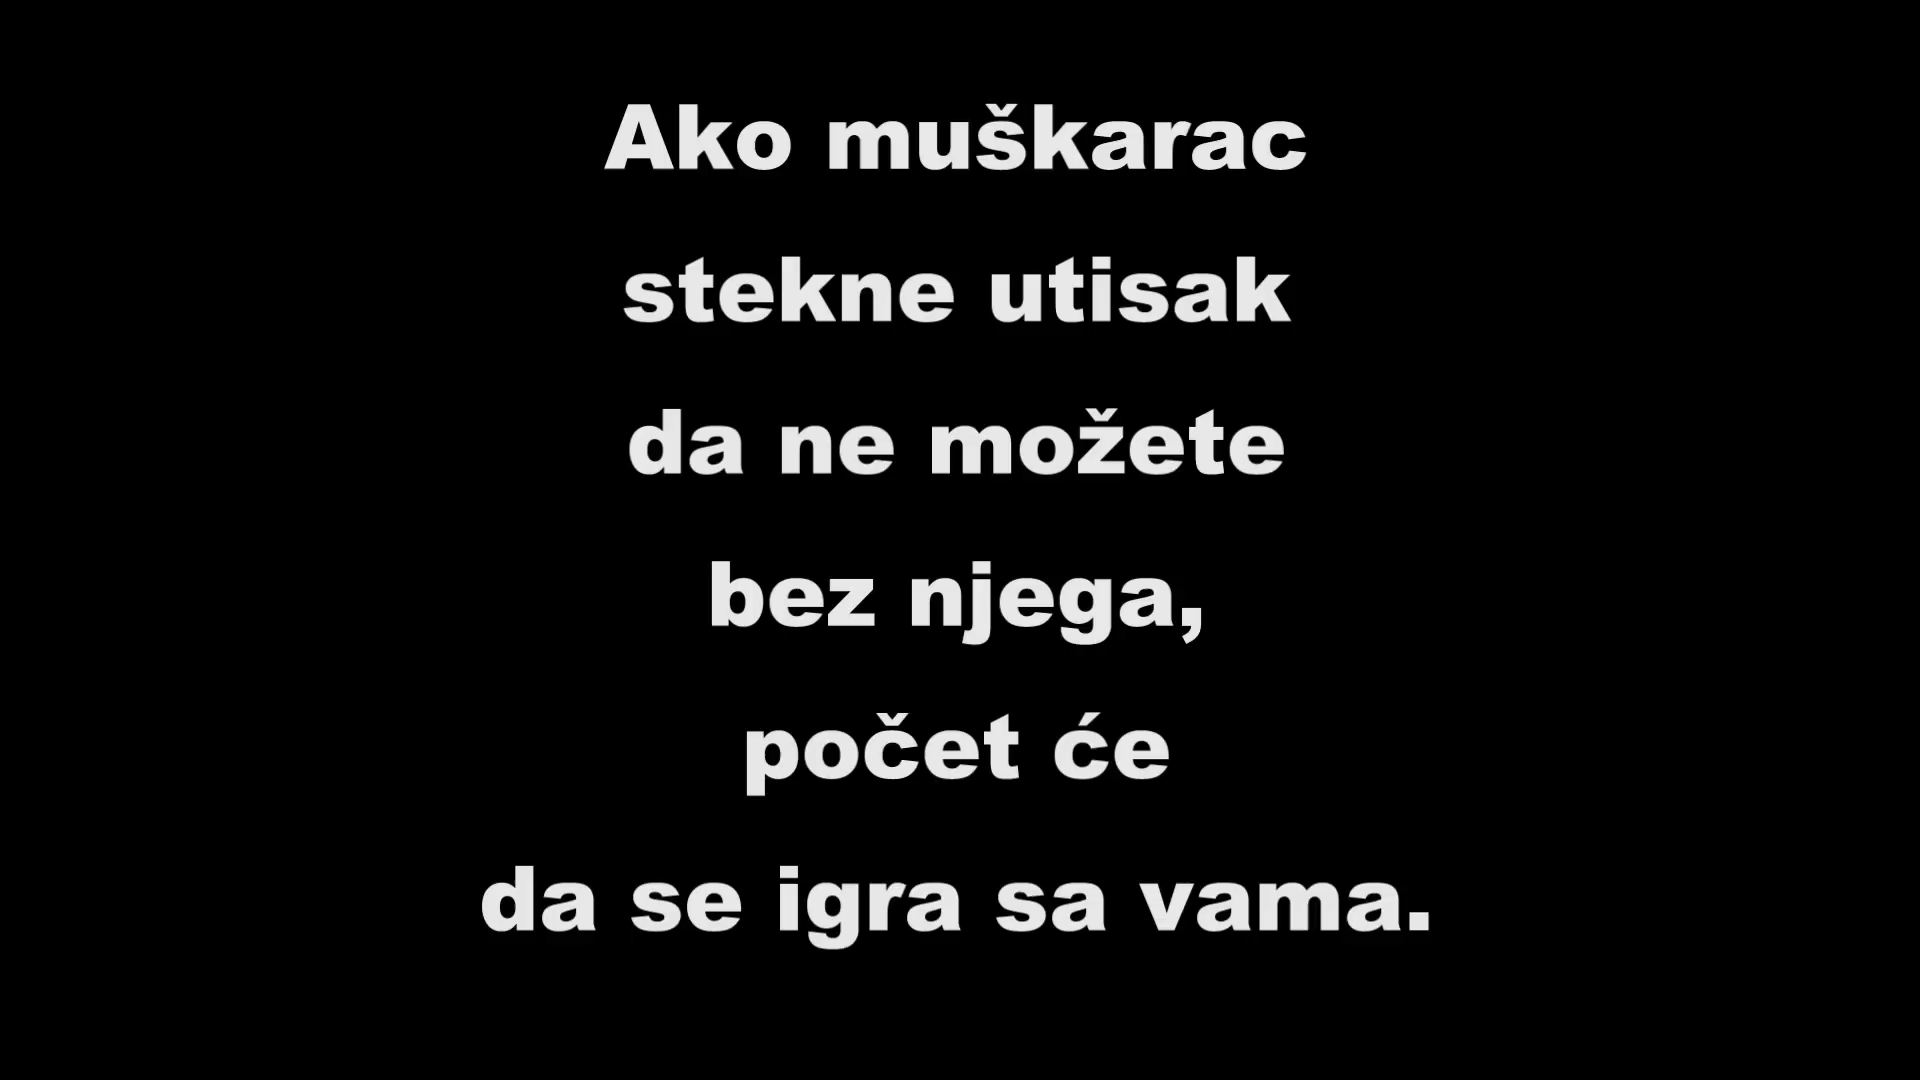 Ako muškarac
stekne utisak
da ne možete
bez njega,
počet će
da se igra sa vama.